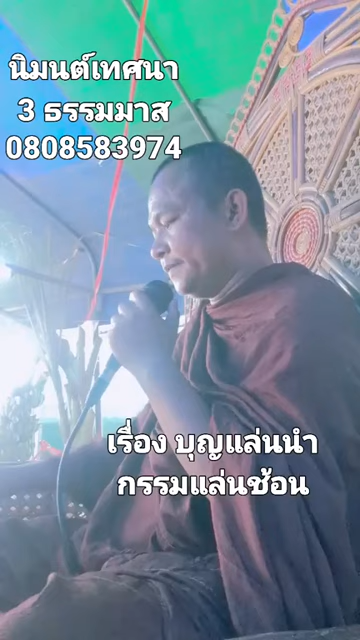 นิมนต์เทศนา
3 ธรรมมาส
0808583974
เรื่อง บุญแล่นนำ
กรรมแล่นซ้อน